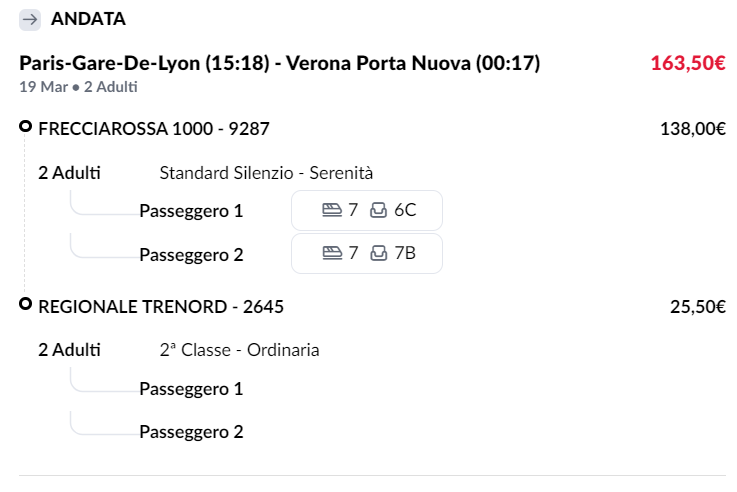 ANDATA
Paris-Gare-De-Lyon (15:18) - Verona Porta Nuova (00:17) 163,50€
19 Mar • 2 Adulti
FRECCIAROSSA 1000 - 9287 138,00€
2 Adulti Standard Silenzio - Serenità
Passeggero 1 7 6C
Passeggero 2 7 7B
REGIONALE TRENORD - 2645 25,50€
2 Adulti 2ª Classe - Ordinaria
Passeggero 1
Passeggero 2